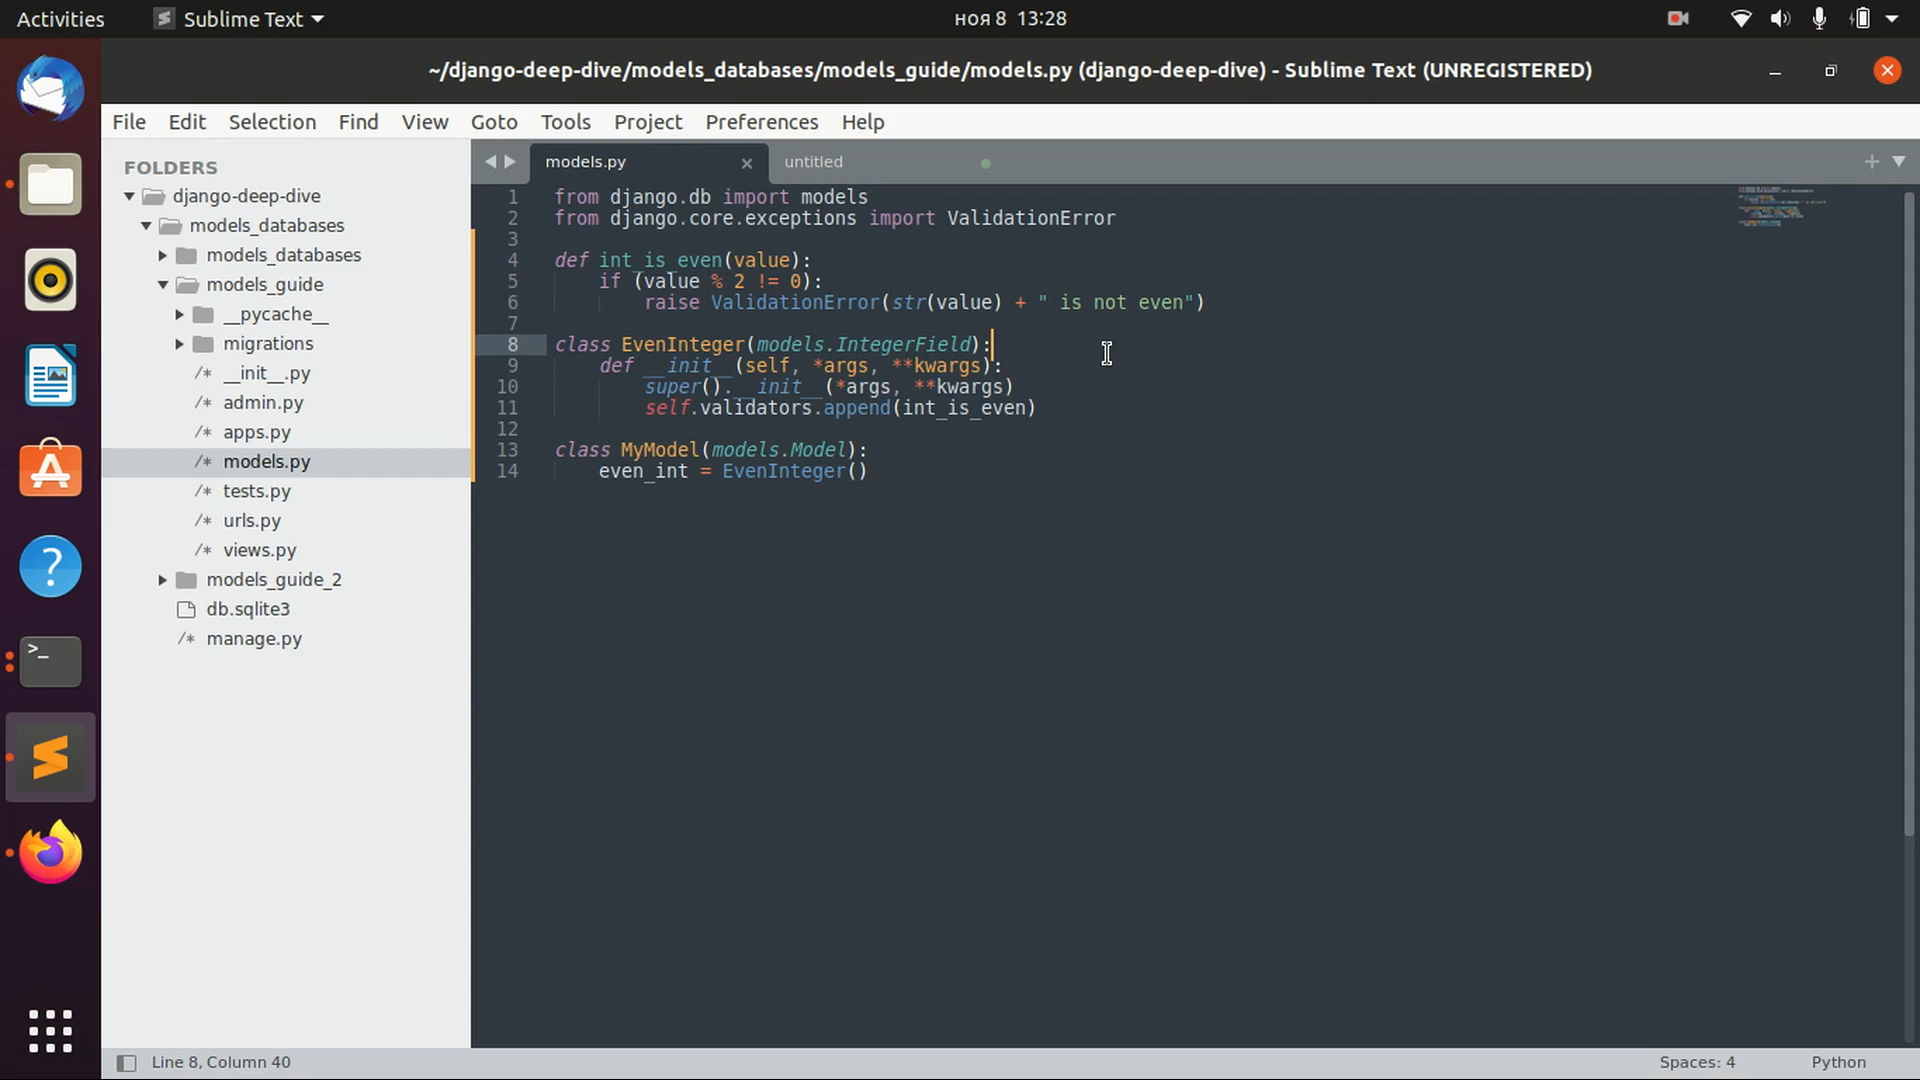 Activities
Sublime Text
ноя 8 13:28
~/django-deep-dive/models_databases/models_guide/models.py (django-deep-dive) - Sublime Text (UNREGISTERED)
File Edit Selection Find View Goto Tools Project Preferences Help
FOLDERS
django-deep-dive
models_databases
models_databases
models_guide
__pycache__
migrations
/* __init__.py
/* admin.py
/* apps.py
/* models.py
/* tests.py
/* urls.py
/* views.py
models_guide_2
db.sqlite3
/* manage.py
models.py
untitled
1 from django.db import models
2 from django.core.exceptions import ValidationError
3
4 def int_is_even(value):
5     if (value % 2 != 0):
6         raise ValidationError(str(value) + " is not even")
7
8 class EvenInteger(models.IntegerField):
9     def __init__(self, *args, **kwargs):
10         super().__init__(*args, **kwargs)
11         self.validators.append(int_is_even)
12
13 class MyModel(models.Model):
14     even_int = EvenInteger()
Line 8, Column 40
Spaces: 4
Python